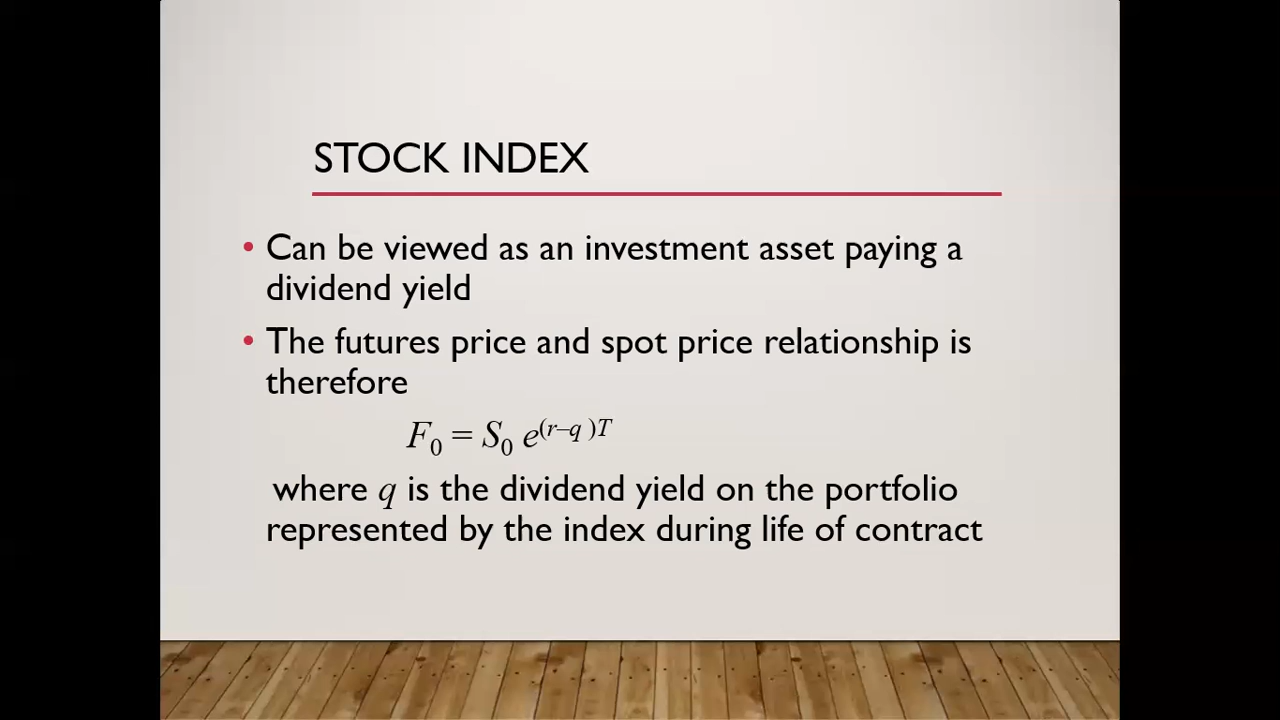 STOCK INDEX
• Can be viewed as an investment asset paying a
dividend yield
• The futures price and spot price relationship is
therefore
F₀ = S₀ e^(r–q )T
where q is the dividend yield on the portfolio
represented by the index during life of contract